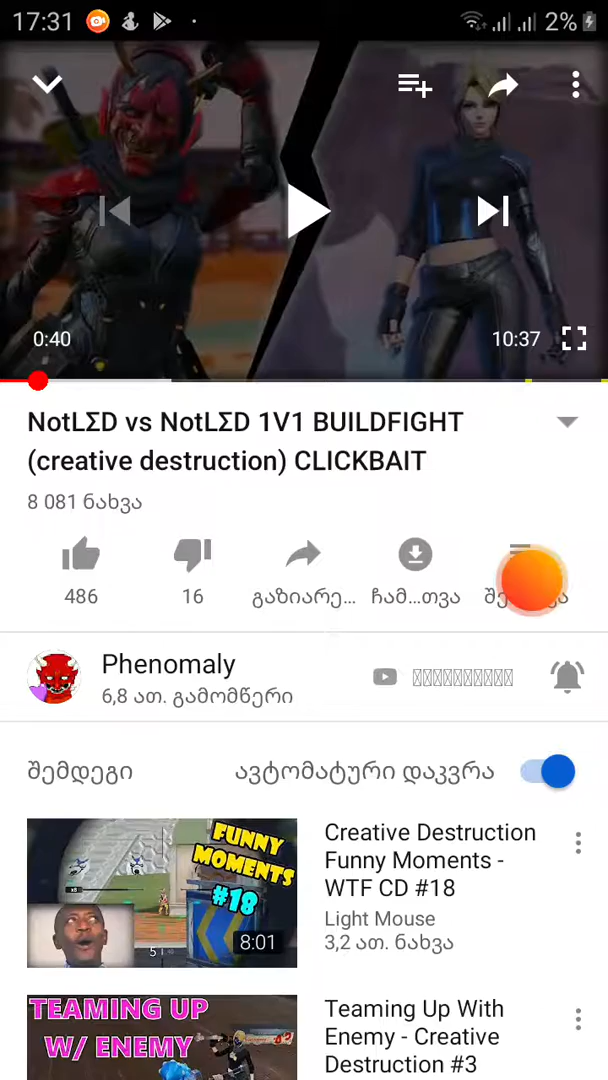 17:31
2%
0:40
10:37
NotLΣD vs NotLΣD 1V1 BUILDFIGHT
(creative destruction) CLICKBAIT
8 081 ნახვა
486
16
გაზიარე...
ჩამ...თვა
Phenomaly
6,8 ათ. გამომწერი
შემდეგი
ავტომატური დაკვრა
FUNNY
MOMENTS
#18
8:01
Creative Destruction
Funny Moments -
WTF CD #18
Light Mouse
3,2 ათ. ნახვა
TEAMING UP
W/ ENEMY
Teaming Up With
Enemy - Creative
Destruction #3